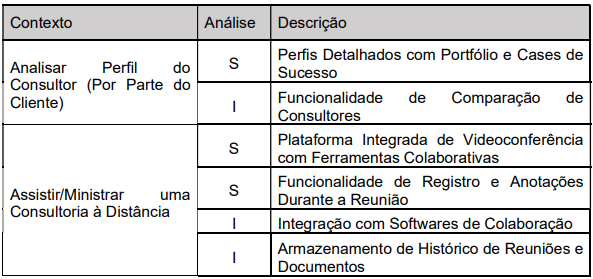 Contexto Análise Descrição
Analisar Perfil do
Consultor (Por Parte do
Cliente)
S
Perfis Detalhados com Portfólio e Cases de
Sucesso
I
Funcionalidade de Comparação de
Consultores
Assistir/Ministrar uma
Consultoria à Distância
S
Plataforma Integrada de Videoconferência
com Ferramentas Colaborativas
S
Funcionalidade de Registro e Anotações
Durante a Reunião
I
Integração com Softwares de Colaboração
I
Armazenamento de Histórico de Reuniões e
Documentos